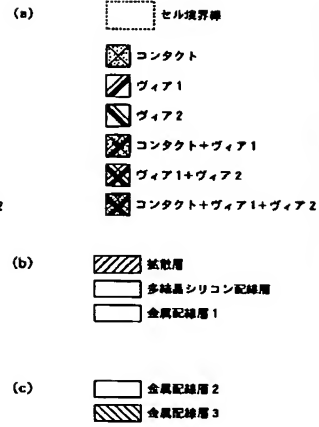 (a)
セル境界線
コンタクト
ヴィア1
ヴィア2
コンタクト+ヴィア1
ヴィア1+ヴィア2
2
コンタクト+ヴィア1+ヴィア2
(b)
拡散層
多結晶シリコン配線層
金属配線層1
(c)
金属配線層2
金属配線層3